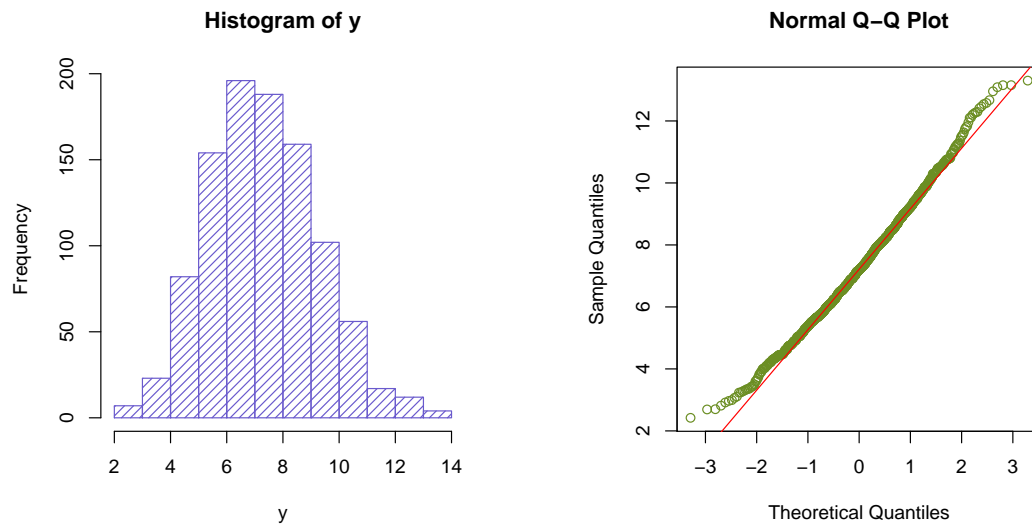 Histogram of y
Frequency
0
50
100
150
200
2 4 6 8 10 12 14
y
Normal Q−Q Plot
Sample Quantiles
2
4
6
8
10
12
−3 −2 −1 0 1 2 3
Theoretical Quantiles